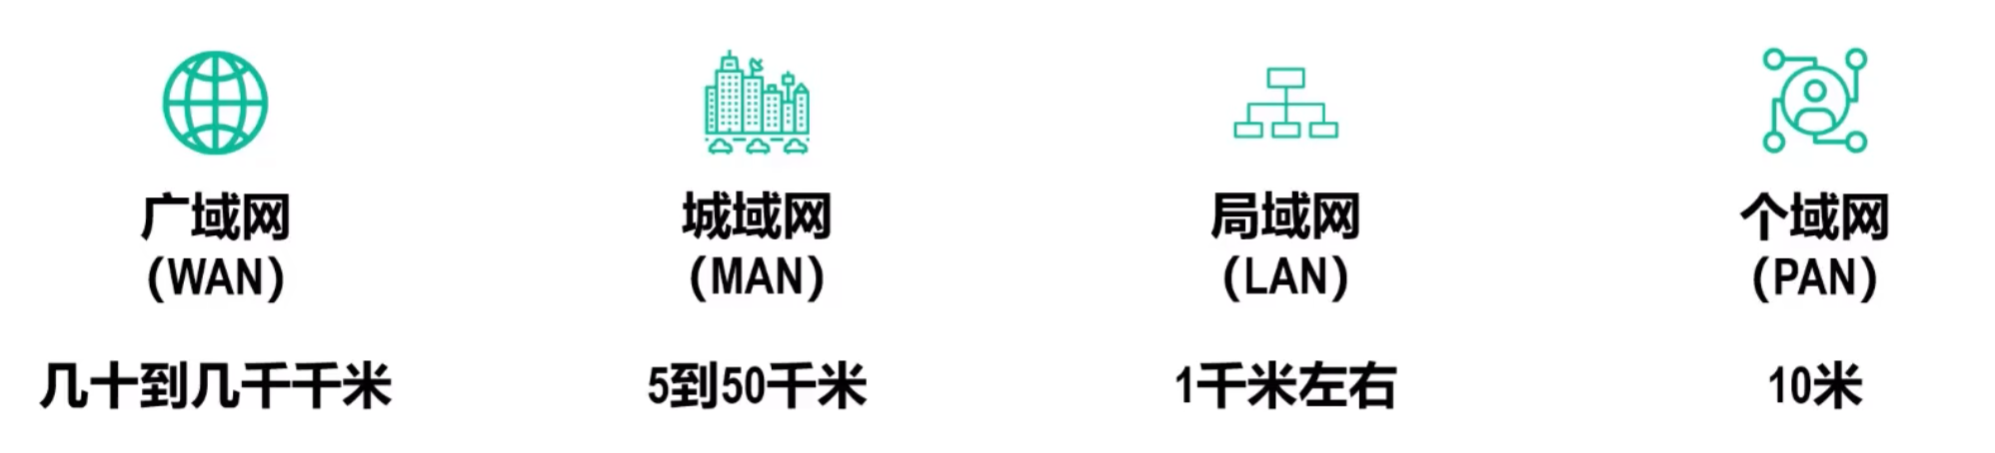 广域网
（WAN）
几十到几千千米
城域网
（MAN）
5到50千米
局域网
（LAN）
1千米左右
个域网
（PAN）
10米